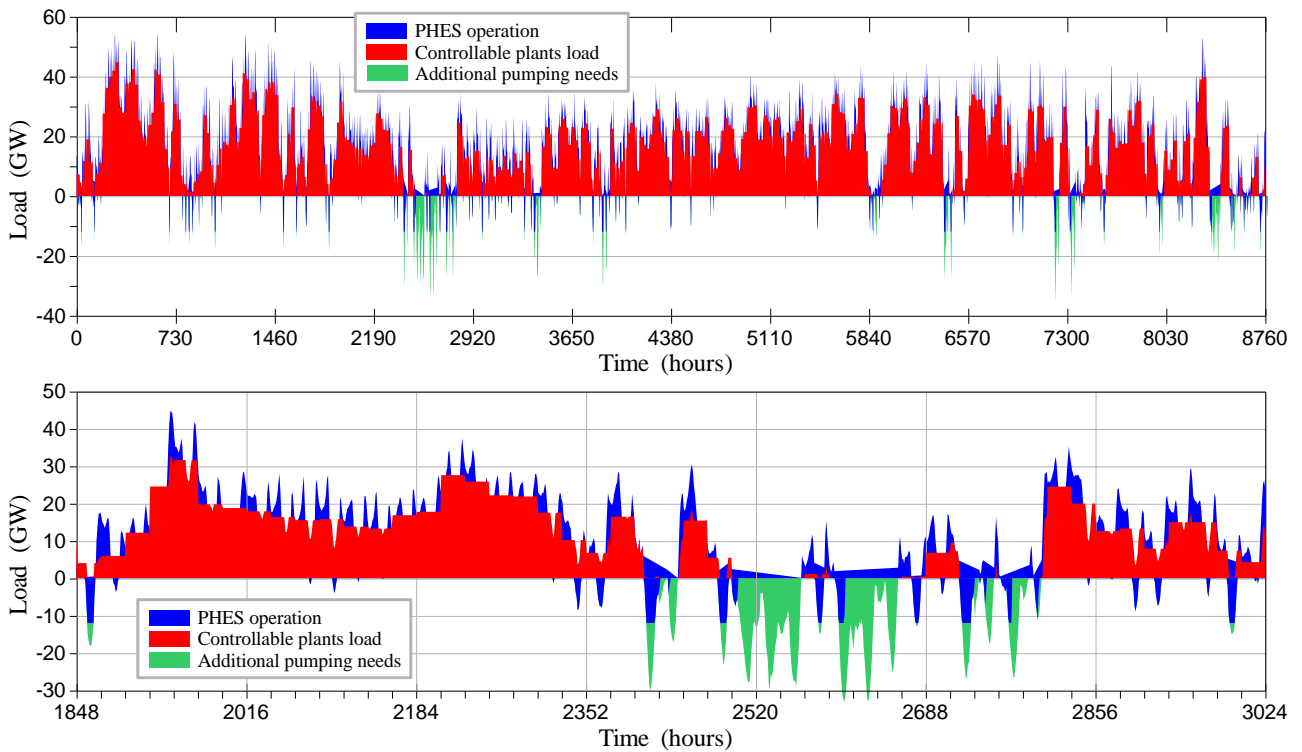 60
40
20
0
-20
-40
Load (GW)
PHES operation
Controllable plants load
Additional pumping needs
0 730 1460 2190 2920 3650 4380 5110 5840 6570 7300 8030 8760
Time (hours)
50
40
30
20
10
0
-10
-20
-30
Load (GW)
PHES operation
Controllable plants load
Additional pumping needs
1848 2016 2184 2352 2520 2688 2856 3024
Time (hours)